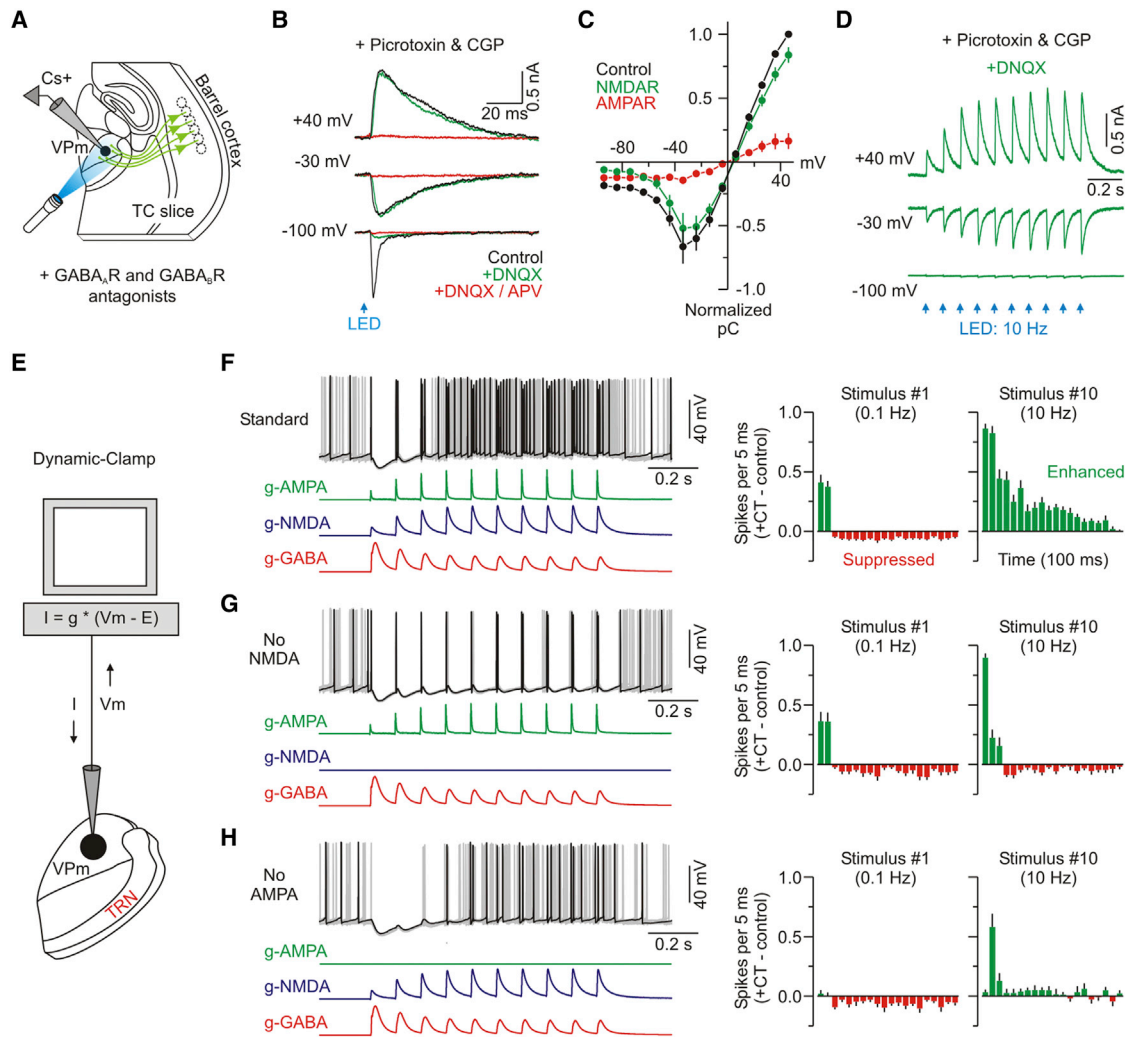 A
Cs+
VPm
Barrel cortex
TC slice
+ GABA_AR and GABA_BR
antagonists
B
+ Picrotoxin & CGP
0.5 nA
20 ms
+40 mV
-30 mV
-100 mV
Control
+DNQX
+DNQX / APV
LED
C
Control
NMDAR
AMPAR
1.0
0.5
-80
-40
40
mV
-0.5
-1.0
Normalized
pC
D
+ Picrotoxin & CGP
+DNQX
0.5 nA
0.2 s
+40 mV
-30 mV
-100 mV
LED: 10 Hz
E
Dynamic-Clamp
I = g * (Vm - E)
I
Vm
VPm
TRN
F
Standard
40 mV
0.2 s
g-AMPA
g-NMDA
g-GABA
Spikes per 5 ms
(+CT - control)
1.0
0.5
0.0
Stimulus #1
(0.1 Hz)
Suppressed
Stimulus #10
(10 Hz)
Enhanced
Time (100 ms)
G
No
NMDA
40 mV
0.2 s
g-AMPA
g-NMDA
g-GABA
Spikes per 5 ms
(+CT - control)
1.0
0.5
0.0
Stimulus #1
(0.1 Hz)
Stimulus #10
(10 Hz)
H
No
AMPA
40 mV
0.2 s
g-AMPA
g-NMDA
g-GABA
Spikes per 5 ms
(+CT - control)
1.0
0.5
0.0
Stimulus #1
(0.1 Hz)
Stimulus #10
(10 Hz)